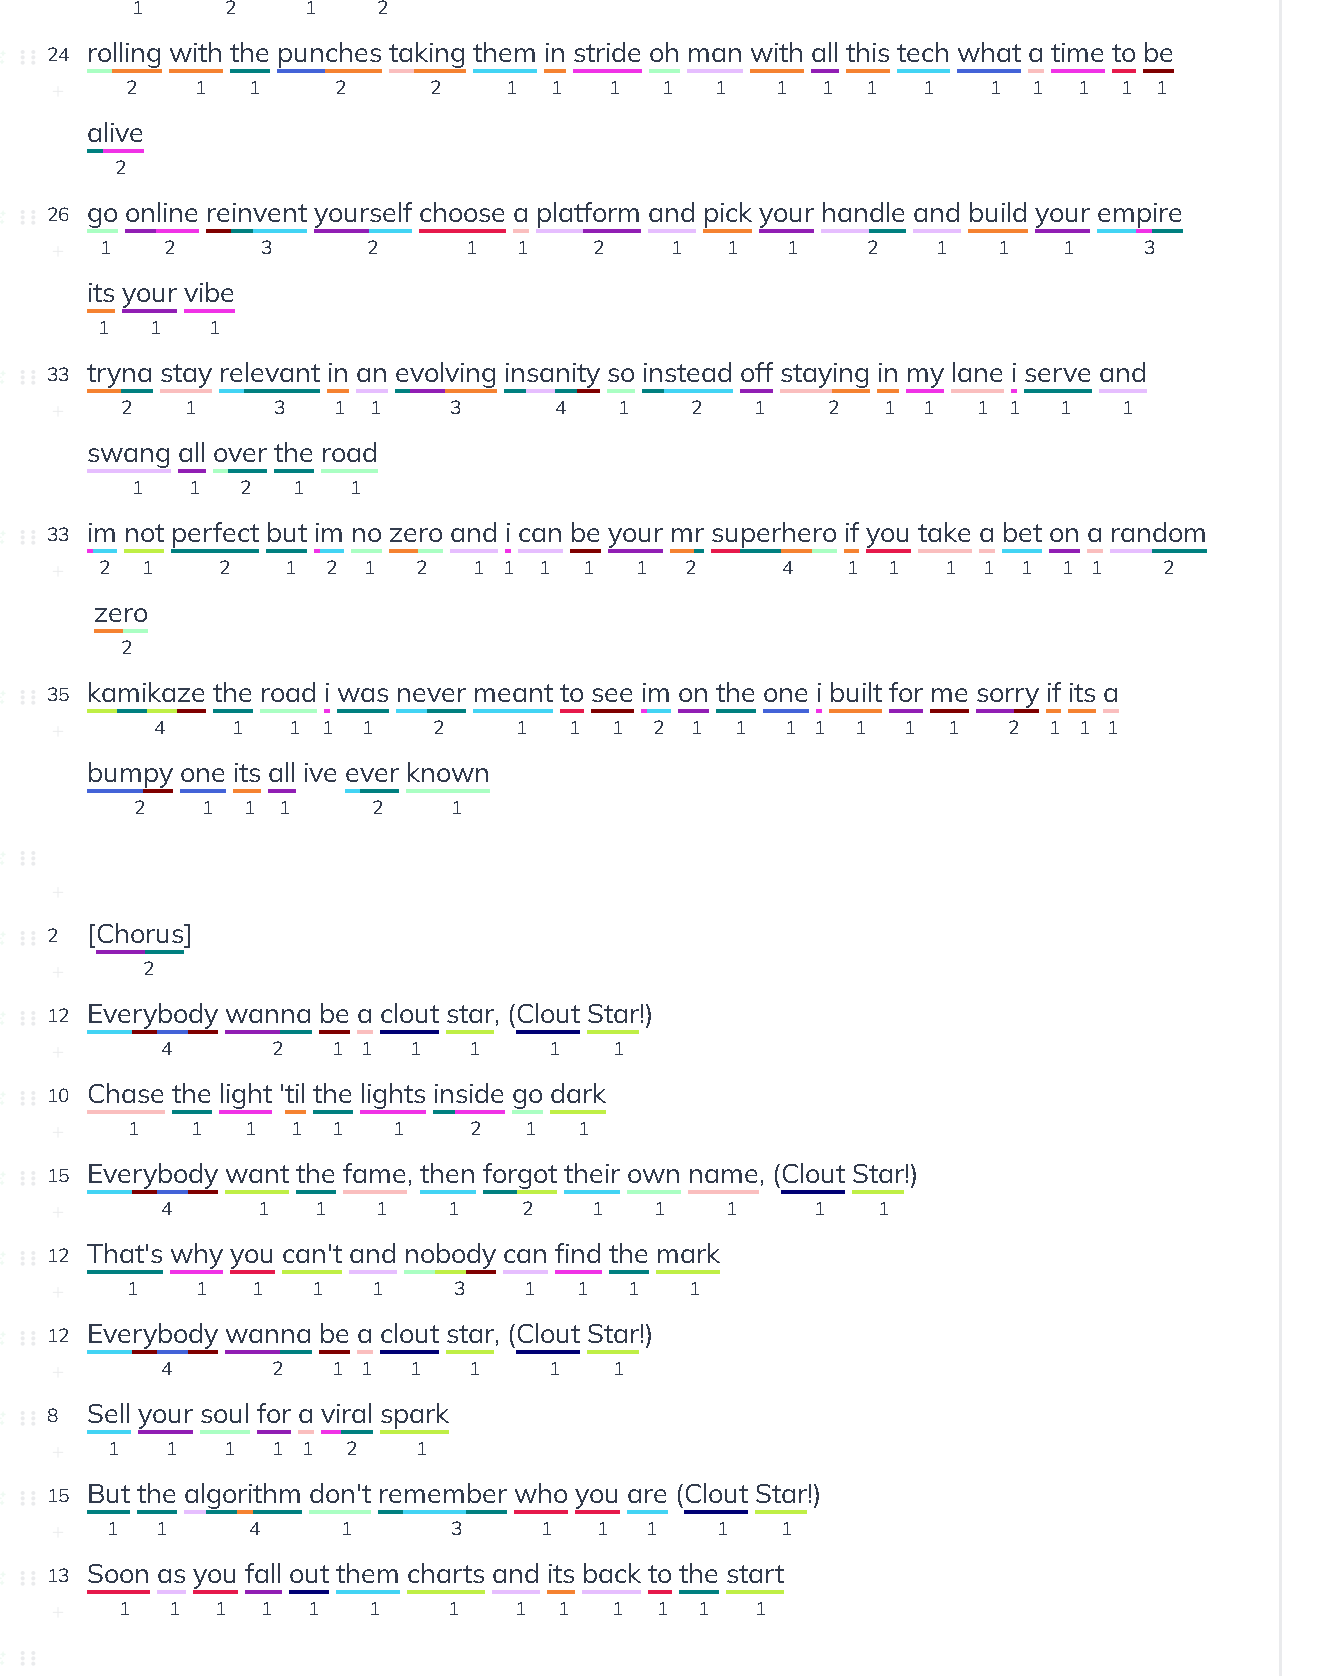 1 2 1 2
24 rolling with the punches taking them in stride oh man with all this tech what a time to be
+ 2 1 1 2 2 1 1 1 1 1 1 1 1 1 1 1 1 1 1
alive
2
26 go online reinvent yourself choose a platform and pick your handle and build your empire
+ 1 2 3 2 1 1 2 1 1 1 2 1 1 1 3
its your vibe
1 1 1
33 tryna stay relevant in an evolving insanity so instead off staying in my lane i serve and
+ 2 1 3 1 1 3 4 1 2 1 2 1 1 1 1 1 1
swang all over the road
1 1 2 1 1
33 im not perfect but im no zero and i can be your mr superhero if you take a bet on a random
+ 2 1 2 1 2 1 2 1 1 1 1 1 2 4 1 1 1 1 1 1 1 2
zero
2
35 kamikaze the road i was never meant to see im on the one i built for me sorry if its a
+ 4 1 1 1 1 2 1 1 1 2 1 1 1 1 1 1 1 2 1 1 1
bumpy one its all ive ever known
2 1 1 1 2 1
+
2 [Chorus]
+ 2
12 Everybody wanna be a clout star, (Clout Star!)
+ 4 2 1 1 1 1 1 1
10 Chase the light 'til the lights inside go dark
+ 1 1 1 1 1 1 2 1 1
15 Everybody want the fame, then forgot their own name, (Clout Star!)
+ 4 1 1 1 1 2 1 1 1 1 1
12 That's why you can't and nobody can find the mark
+ 1 1 1 1 1 3 1 1 1 1
12 Everybody wanna be a clout star, (Clout Star!)
+ 4 2 1 1 1 1 1 1
8 Sell your soul for a viral spark
+ 1 1 1 1 1 2 1
15 But the algorithm don't remember who you are (Clout Star!)
+ 1 1 4 1 3 1 1 1 1 1
13 Soon as you fall out them charts and its back to the start
+ 1 1 1 1 1 1 1 1 1 1 1 1 1